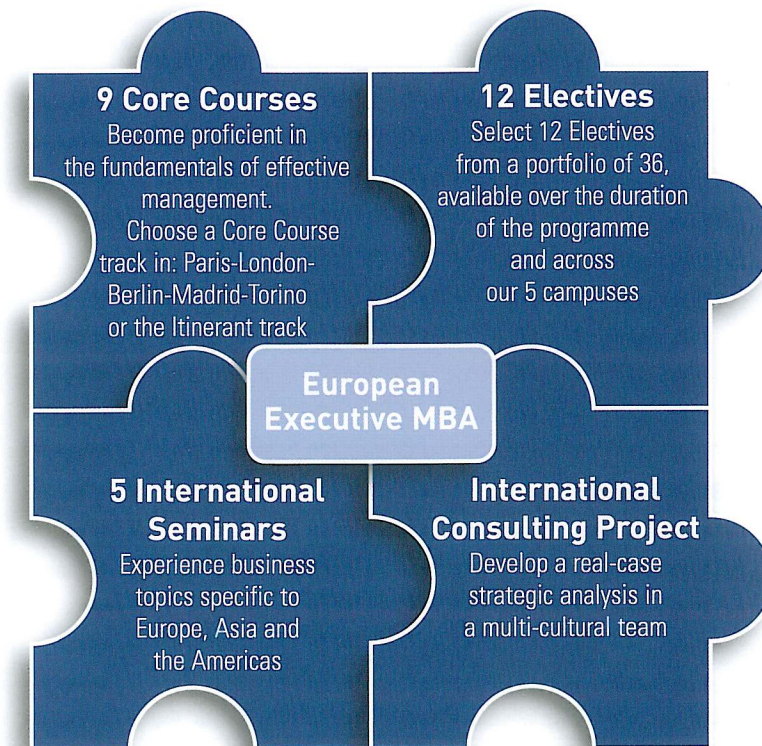 9 Core Courses
Become proficient in
the fundamentals of effective
management.
Choose a Core Course
track in: Paris-London-
Berlin-Madrid-Torino
or the Itinerant track
12 Electives
Select 12 Electives
from a portfolio of 36,
available over the duration
of the programme
and across
our 5 campuses
European
Executive MBA
5 International
Seminars
Experience business
topics specific to
Europe, Asia and
the Americas
International
Consulting Project
Develop a real-case
strategic analysis in
a multi-cultural team